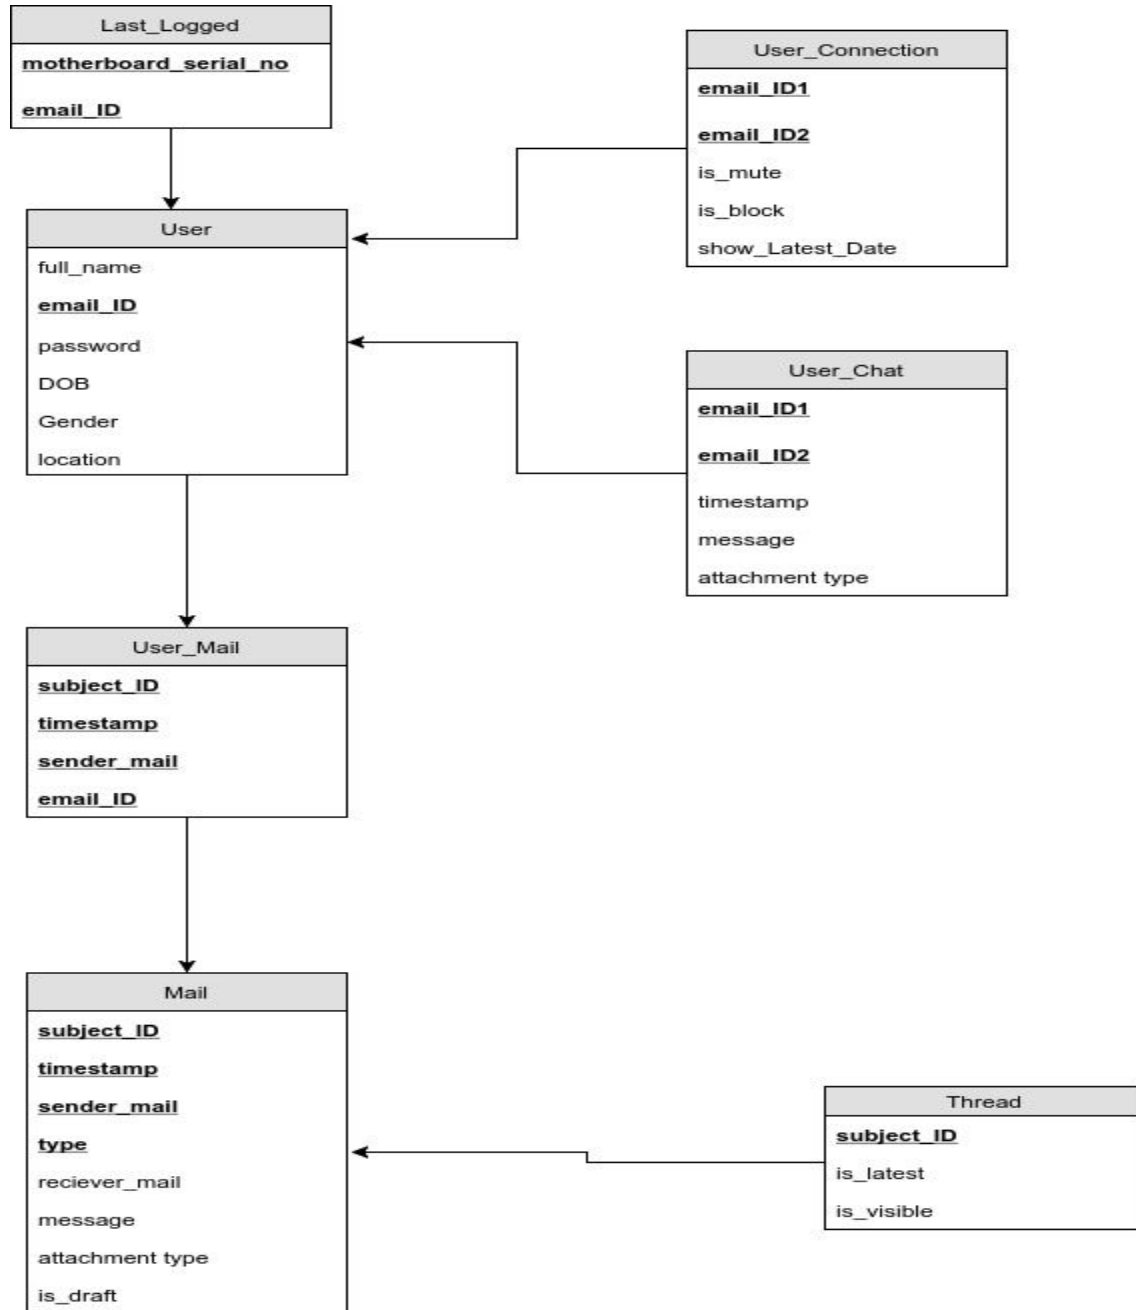 Last_Logged
motherboard_serial_no
email_ID
User_Connection
email_ID1
email_ID2
is_mute
is_block
show_Latest_Date
User
full_name
email_ID
password
DOB
Gender
location
User_Chat
email_ID1
email_ID2
timestamp
message
attachment type
User_Mail
subject_ID
timestamp
sender_mail
email_ID
Mail
subject_ID
timestamp
sender_mail
type
reciever_mail
message
attachment type
is_draft
Thread
subject_ID
is_latest
is_visible